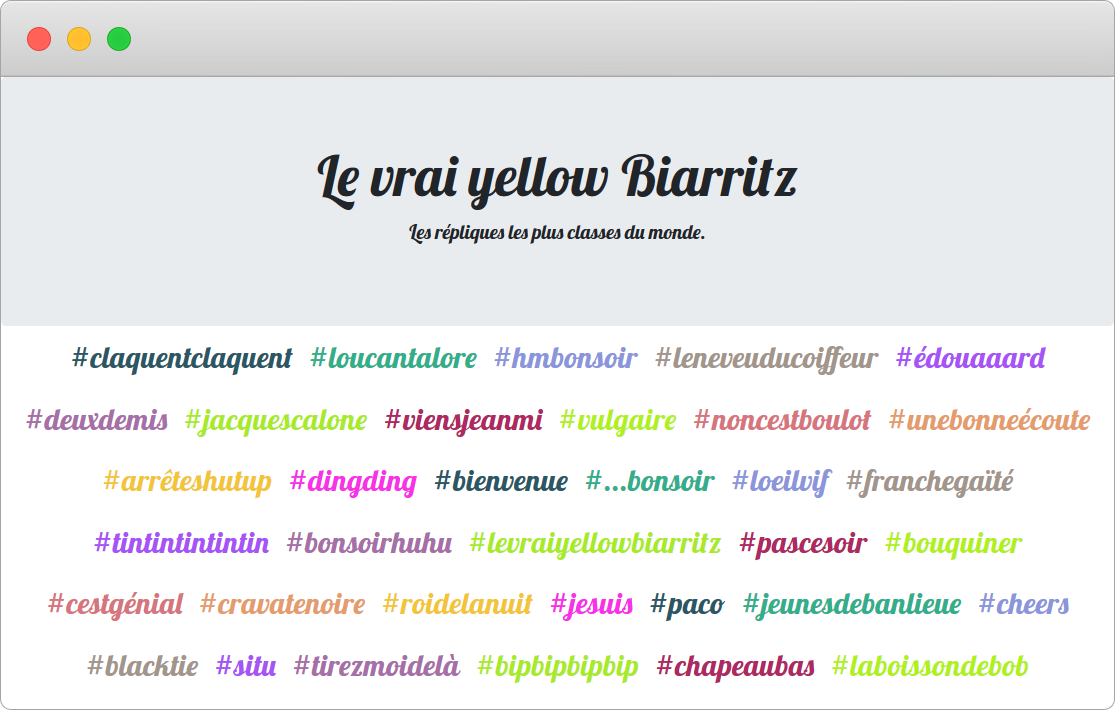 Le vrai yellow Biarritz
Les répliques les plus classes du monde.
#claquentclaquent #loucantalore #hmbonsoir #leneveuducoiffeur #édouaaard
#deuxdemis #jacquescalone #viensjeanmi #vulgaire #noncestboulot #unebonneécoute
#arrêteshutup #dingding #bienvenue #...bonsoir #loeilvif #franchegaïté
#tintintintintin #bonsoirhuhu #levraiyellowbiarritz #pascesoir #bouquiner
#cestgénial #cravatenoire #roidelanuit #jesuis #paco #jeunesdebanlieue #cheers
#blacktie #situ #tirezmoidelà #bipbipbipbip #chapeaubas #laboissondebob